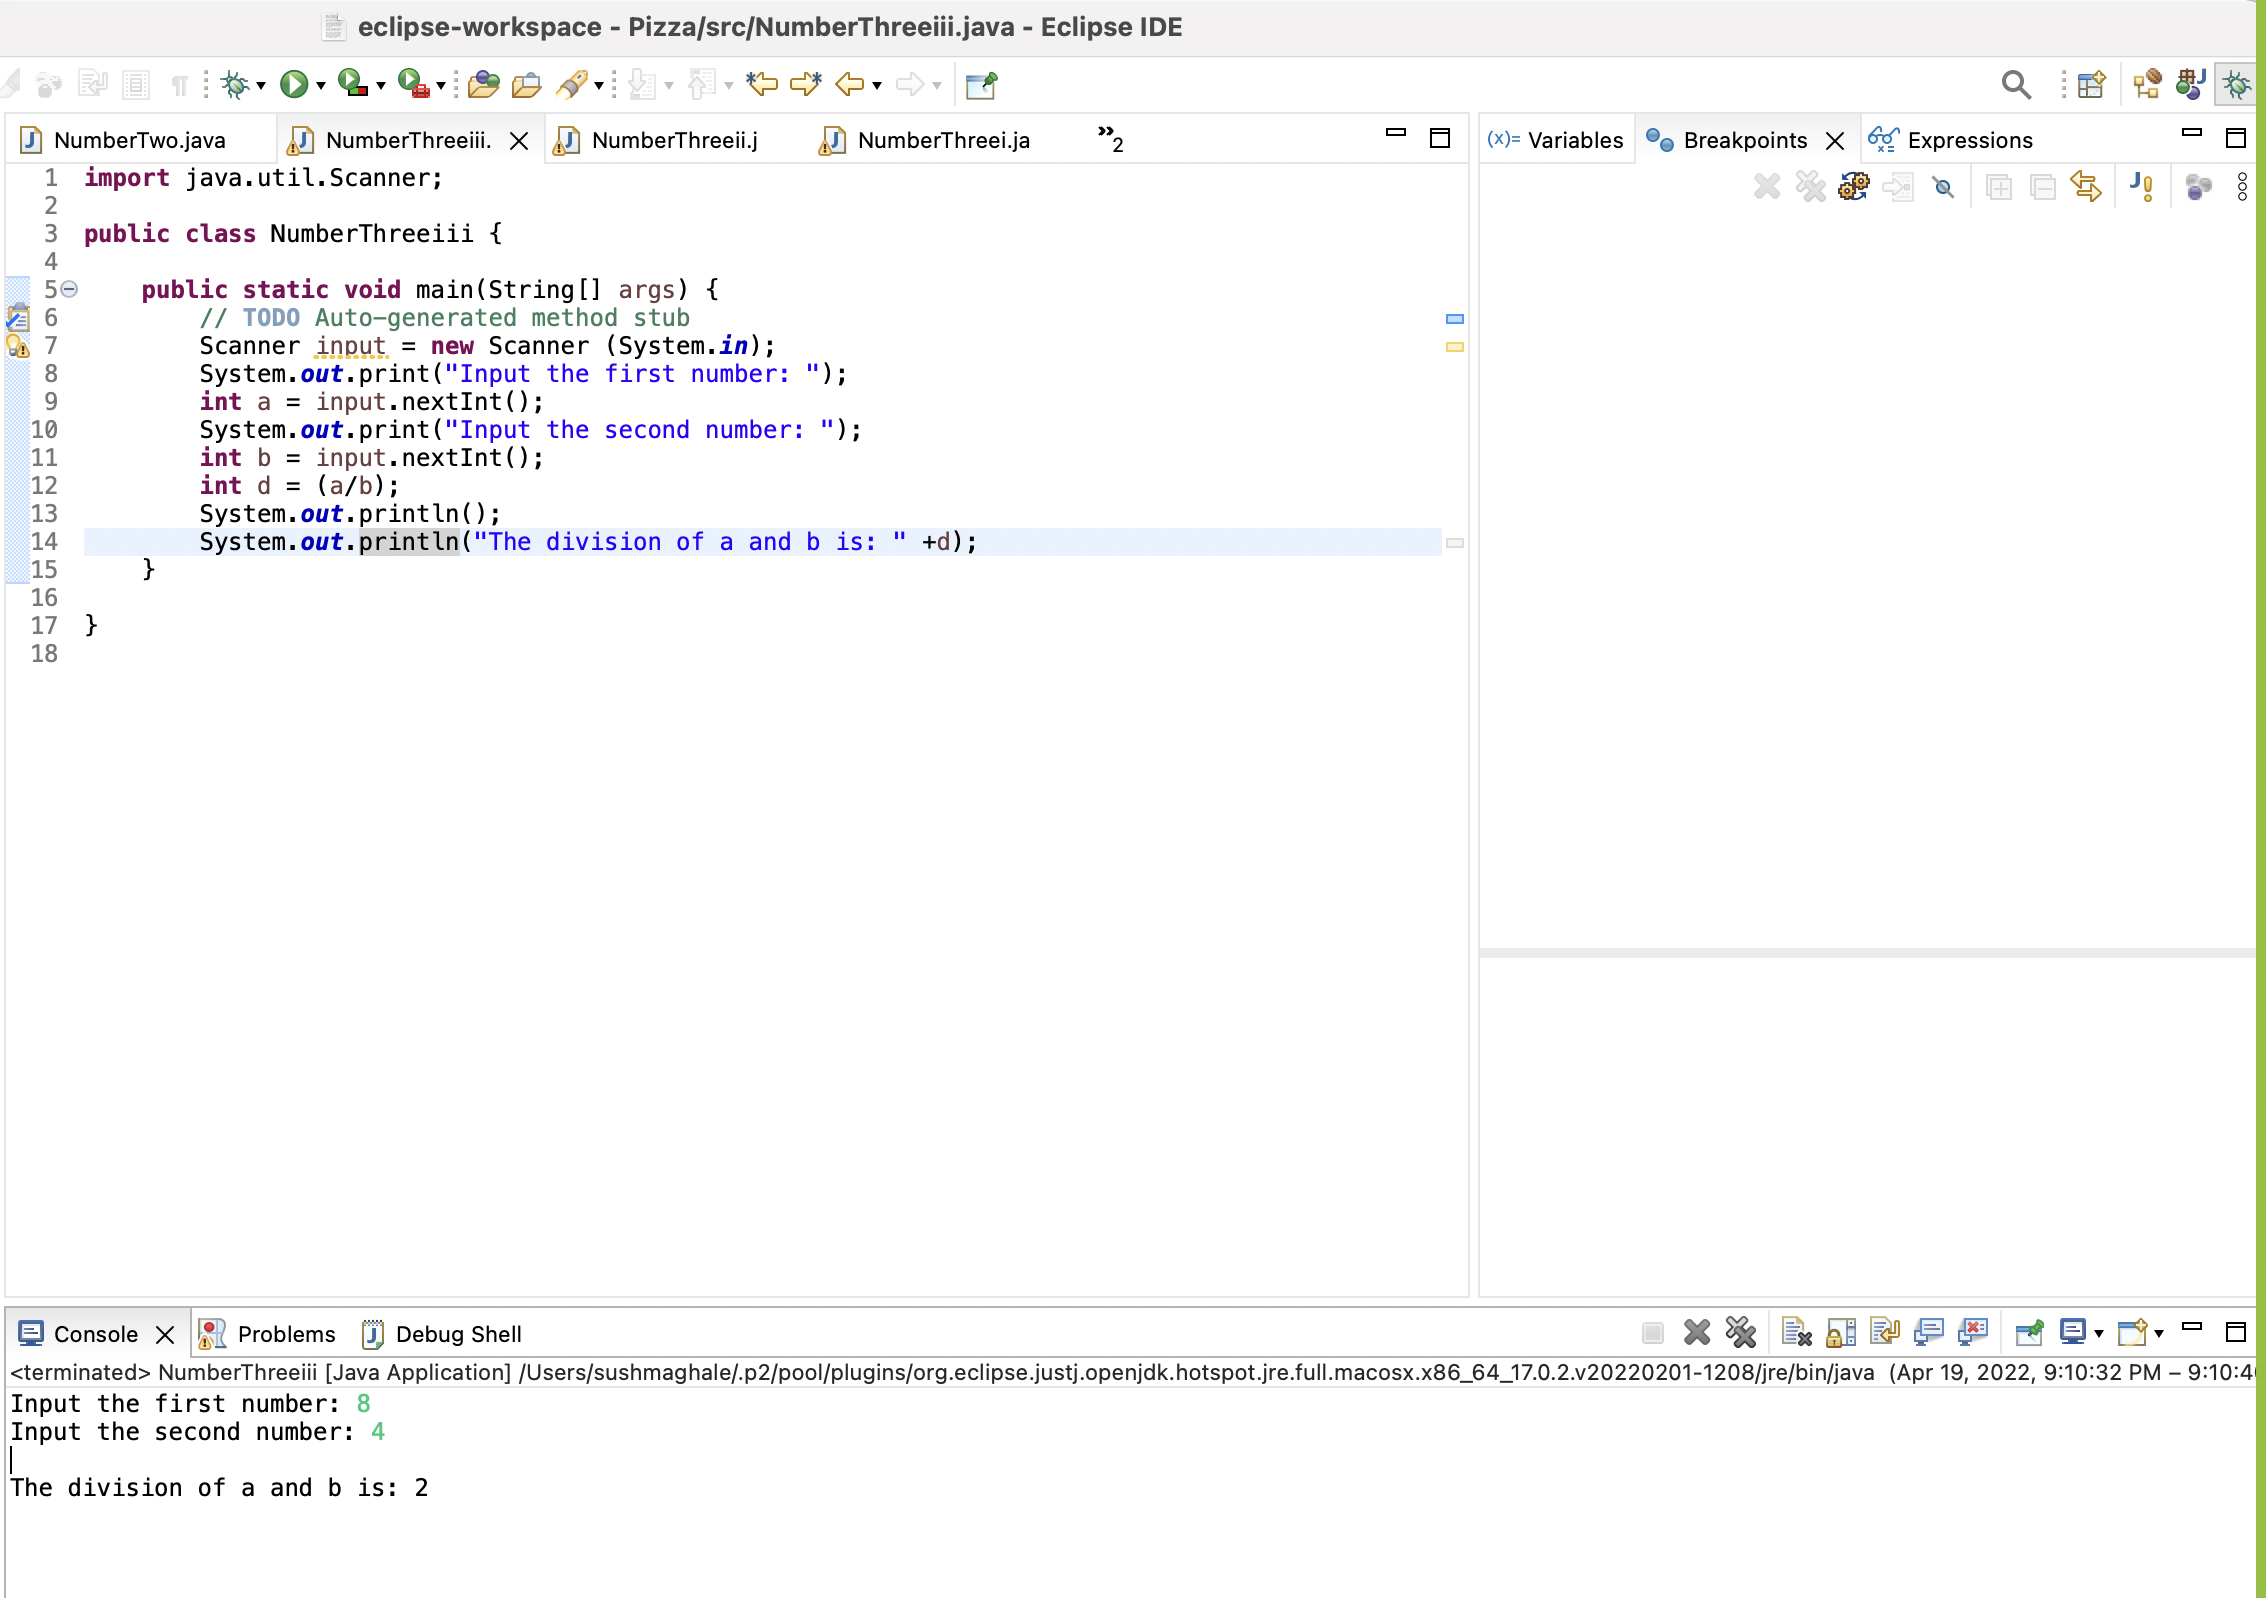 eclipse-workspace - Pizza/src/NumberThreeiii.java - Eclipse IDE
NumberTwo.java NumberThreeiii. NumberThreeii.j NumberThreei.ja »2
(x)= Variables Breakpoints Expressions
1 import java.util.Scanner;
2
3 public class NumberThreeiii {
4
5 public static void main(String[] args) {
6 // TODO Auto-generated method stub
7 Scanner input = new Scanner (System.in);
8 System.out.print("Input the first number: ");
9 int a = input.nextInt();
10 System.out.print("Input the second number: ");
11 int b = input.nextInt();
12 int d = (a/b);
13 System.out.println();
14 System.out.println("The division of a and b is: " +d);
15 }
16
17 }
18
Console Problems Debug Shell
<terminated> NumberThreeiii [Java Application] /Users/sushmaghale/.p2/pool/plugins/org.eclipse.justj.openjdk.hotspot.jre.full.macosx.x86_64_17.0.2.v20220201-1208/jre/bin/java (Apr 19, 2022, 9:10:32 PM – 9:10:4
Input the first number: 8
Input the second number: 4
The division of a and b is: 2